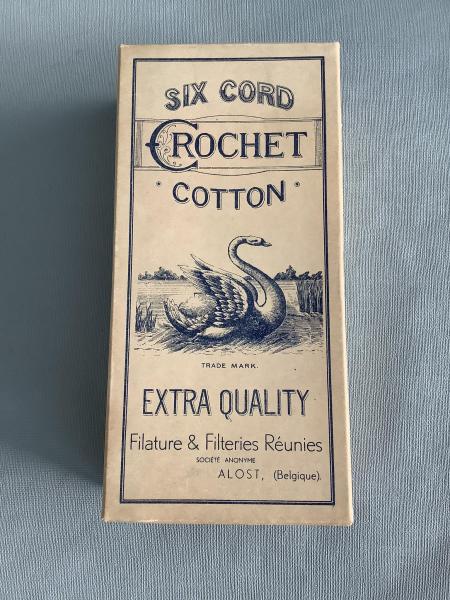 SIX CORD
CROCHET
· COTTON ·
TRADE MARK.
EXTRA QUALITY
Filature & Filteries Réunies
SOCIÉTÉ ANONYME
ALOST, (Belgique).